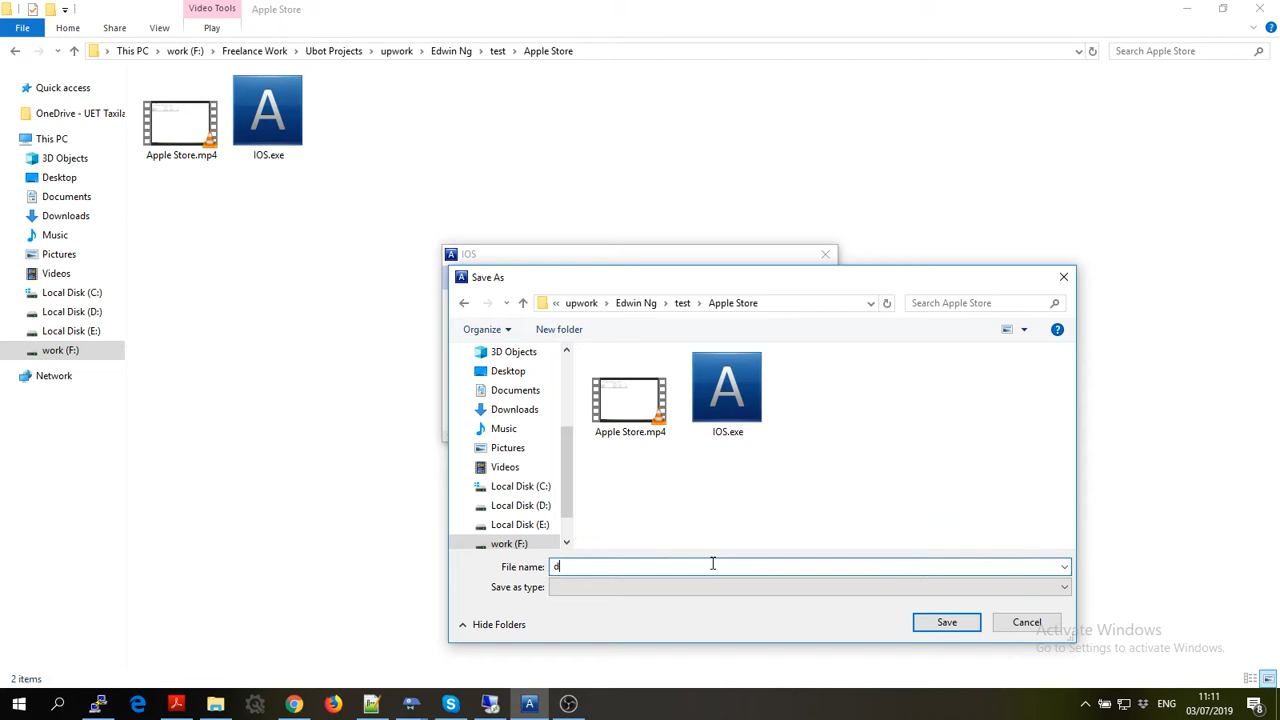 Video Tools
Apple Store
File
Home
Share
View
Play
This PC
work (F:)
Freelance Work
Ubot Projects
upwork
Edwin Ng
test
Apple Store
Search Apple Store
Quick access
OneDrive - UET Taxila
This PC
3D Objects
Desktop
Documents
Downloads
Music
Pictures
Videos
Local Disk (C:)
Local Disk (D:)
Local Disk (E:)
work (F:)
Network
Apple Store.mp4
IOS.exe
IOS
Save As
« upwork
Edwin Ng
test
Apple Store
Search Apple Store
Organize
New folder
3D Objects
Desktop
Documents
Downloads
Music
Pictures
Videos
Local Disk (C:)
Local Disk (D:)
Local Disk (E:)
work (F:)
Apple Store.mp4
IOS.exe
File name: d
Save as type:
Hide Folders
Save
Cancel
Activate Windows
Go to Settings to activate Windows.
2 items
ENG
11:11
03/07/2019